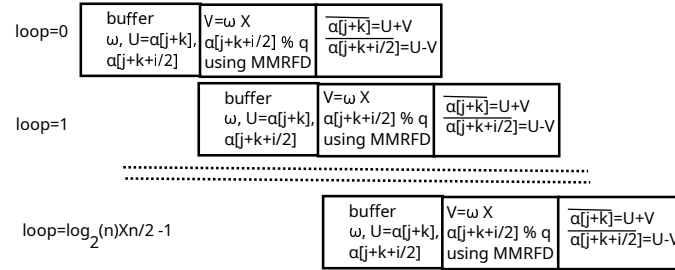 loop=0
buffer
ω, U=α[j+k],
α[j+k+i/2]
V=ω X
α[j+k+i/2] % q
using MMRFD
α[j+k]=U+V
α[j+k+i/2]=U-V
loop=1
buffer
ω, U=α[j+k],
α[j+k+i/2]
V=ω X
α[j+k+i/2] % q
using MMRFD
α[j+k]=U+V
α[j+k+i/2]=U-V
loop=log₂(n)Xn/2 -1
buffer
ω, U=α[j+k],
α[j+k+i/2]
V=ω X
α[j+k+i/2] % q
using MMRFD
α[j+k]=U+V
α[j+k+i/2]=U-V